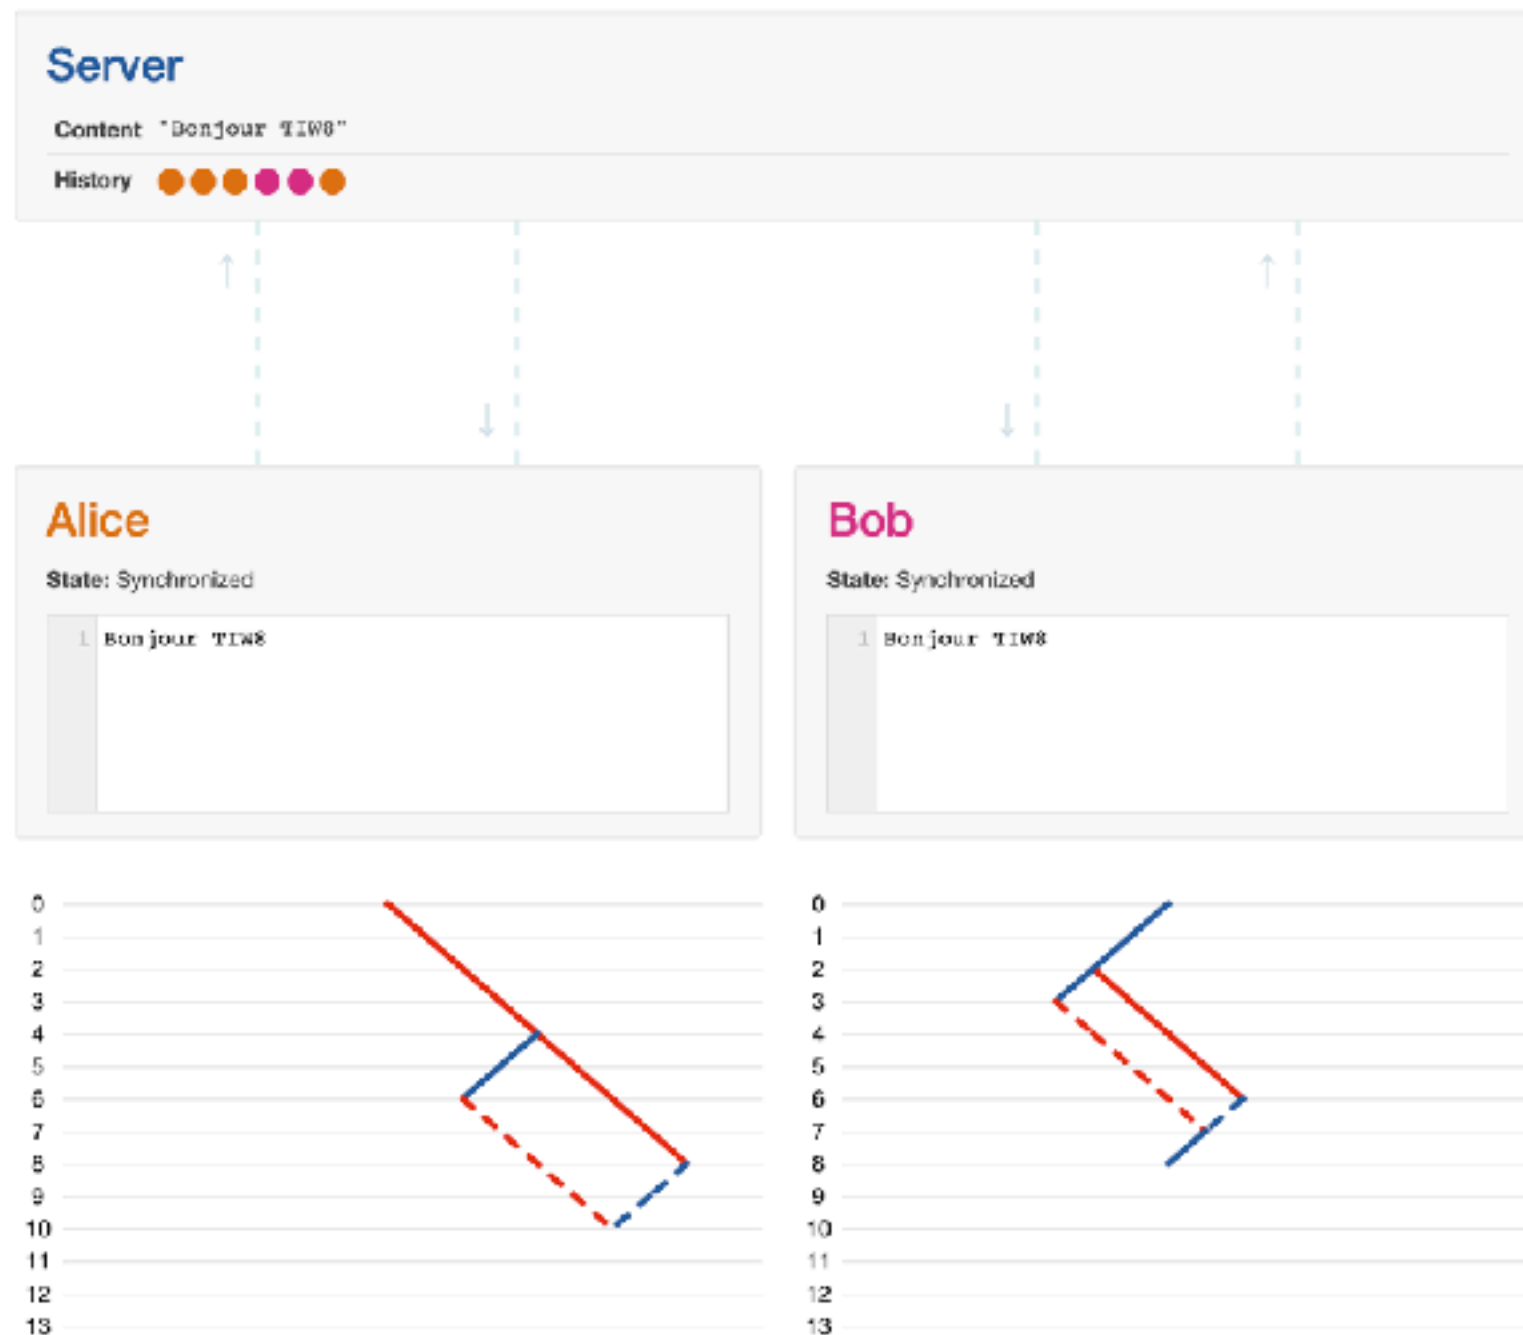 Server
Content "Bonjour TIW8"
History
↑ ↓ ↓ ↑
Alice
State: Synchronized
1 Bonjour TIW8
Bob
State: Synchronized
1 Bonjour TIW8
0
1
2
3
4
5
6
7
8
9
10
11
12
13
0
1
2
3
4
5
6
7
8
9
10
11
12
13